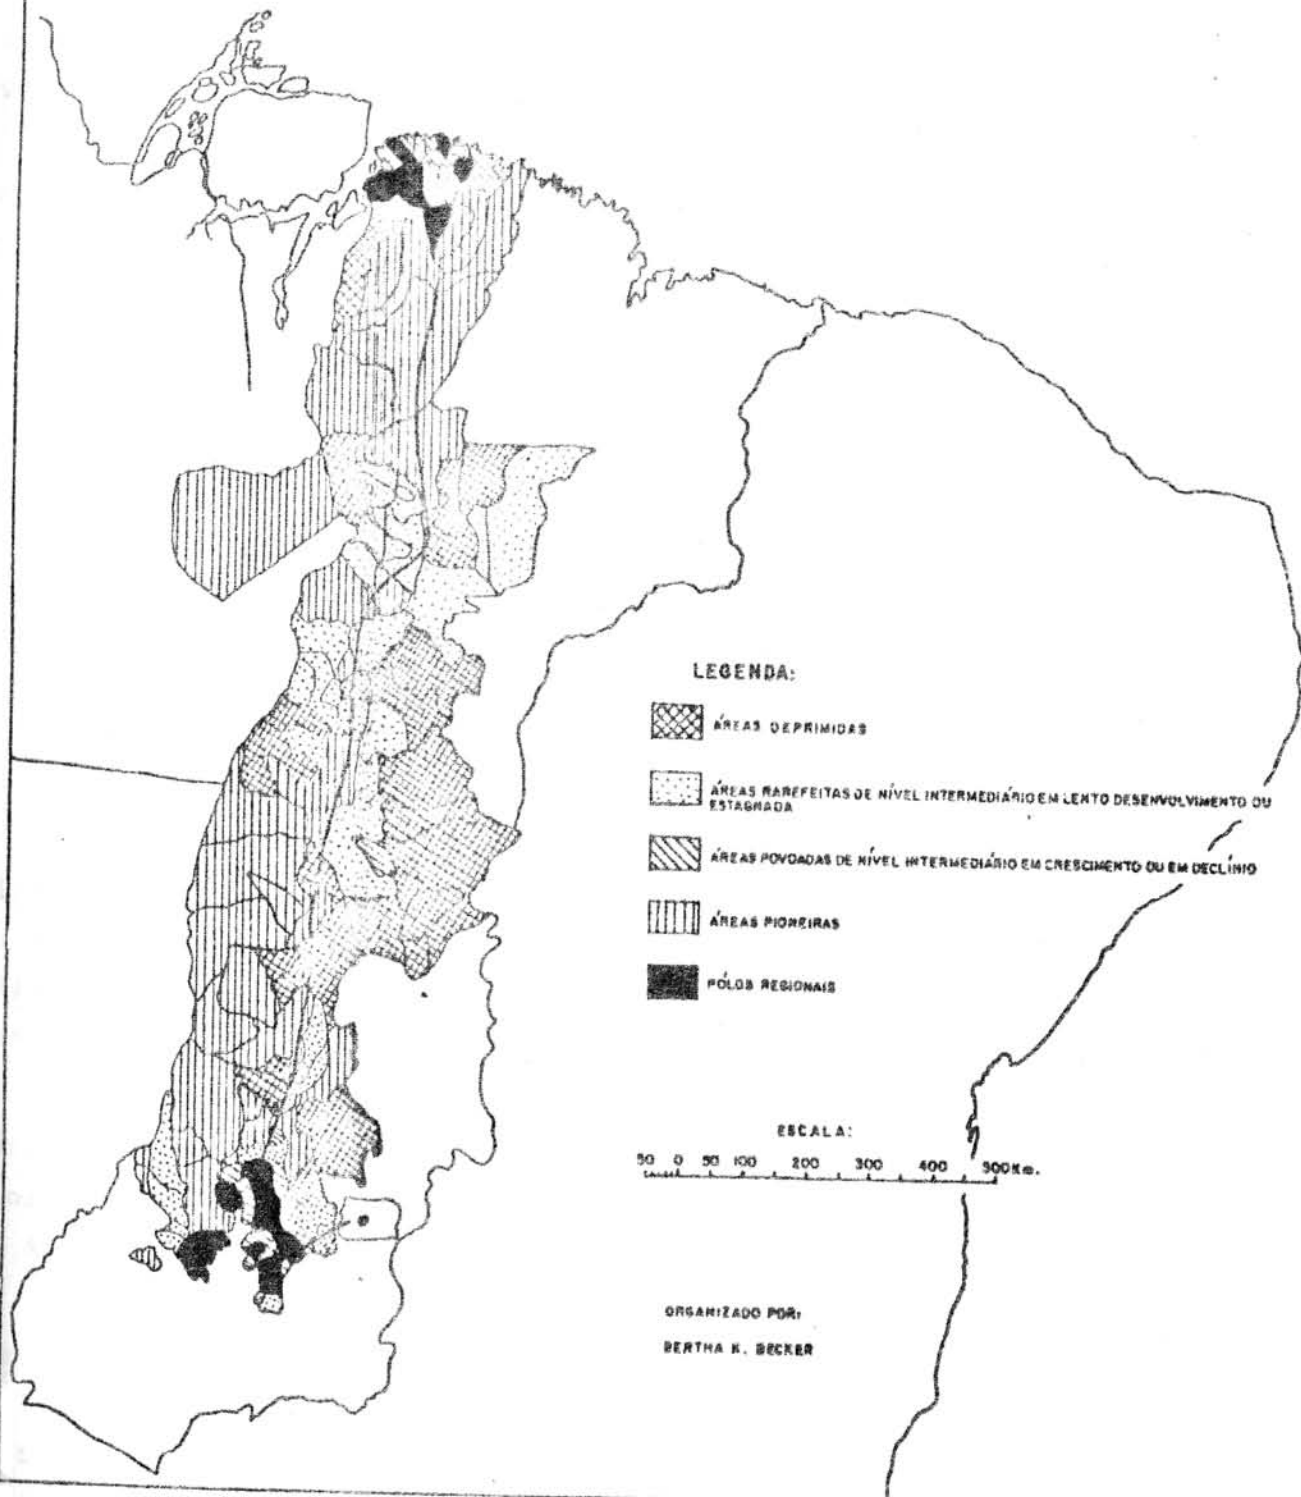 LEGENDA:
ÁREAS DEPRIMIDAS
ÁREAS RAREFEITAS DE NÍVEL INTERMEDIÁRIO EM LENTO DESENVOLVIMENTO OU
ESTAGNADA
ÁREAS POVOADAS DE NÍVEL INTERMEDIÁRIO EM CRESCIMENTO OU EM DECLÍNIO
ÁREAS PIONEIRAS
PÓLOS REGIONAIS
ESCALA:
50 0 50 100 200 300 400 500Km.
ORGANIZADO POR:
BERTHA K. BECKER